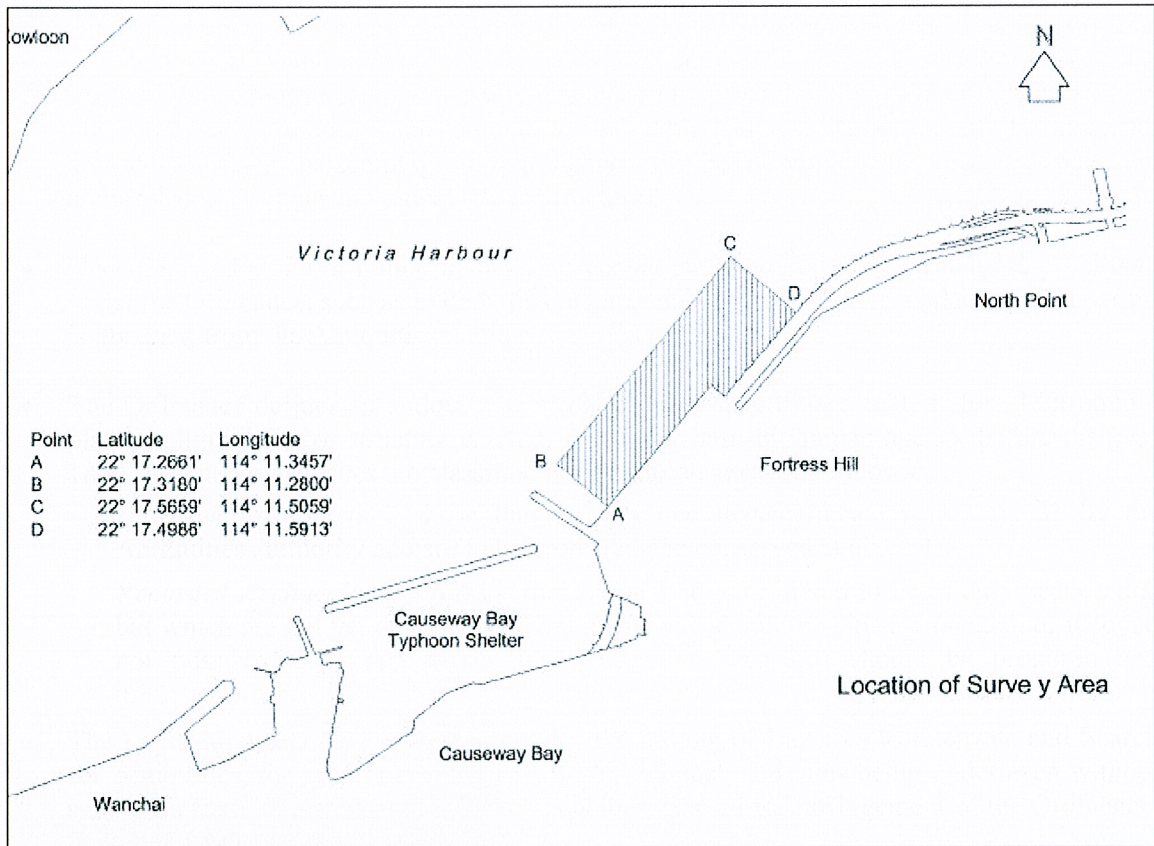 Kowloon
N
Victoria Harbour
C
D
North Point
Point Latitude Longitude
A 22° 17.2661' 114° 11.3457'
B 22° 17.3180' 114° 11.2800'
C 22° 17.5659' 114° 11.5059'
D 22° 17.4986' 114° 11.5913'
B
Fortress Hill
A
Causeway Bay
Typhoon Shelter
Location of Surve y Area
Causeway Bay
Wanchai